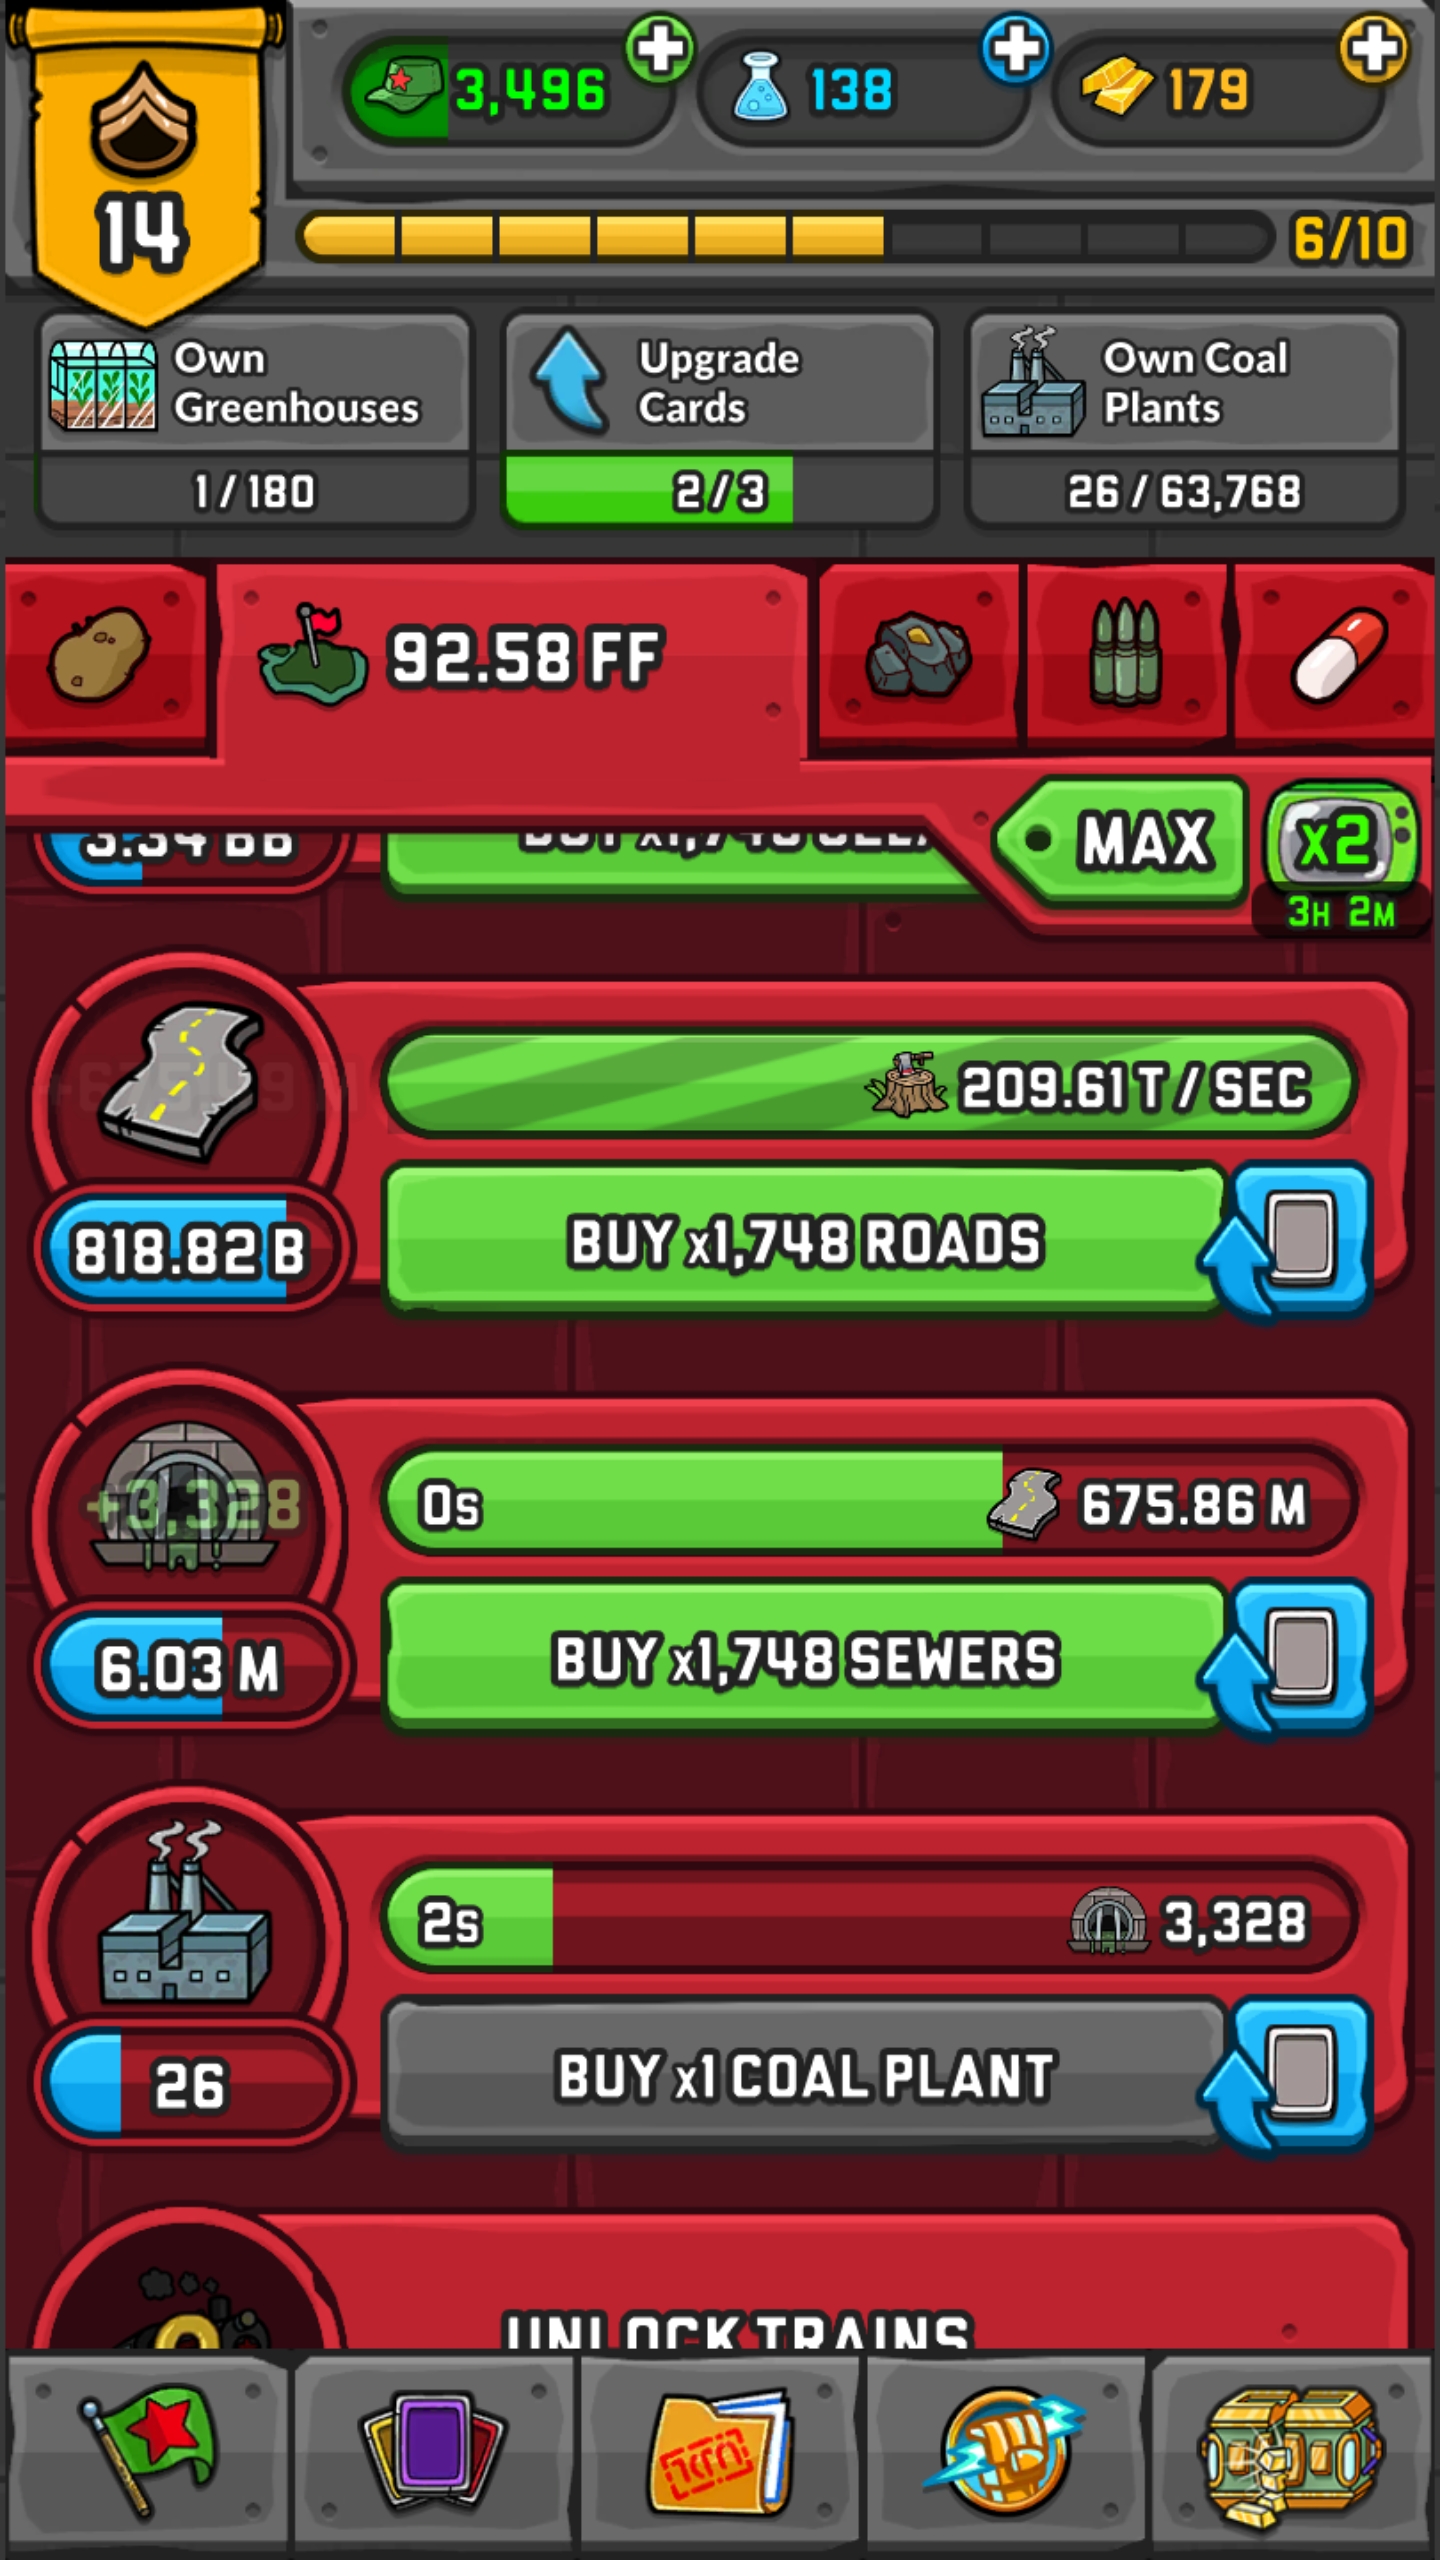 3,496
138
179
14
6/10
Own
Greenhouses
1/180
Upgrade
Cards
2/3
Own Coal
Plants
26/63,768
92.58 FF
MAX
x2
3H 2M
209.61 T / SEC
818.82 B
BUY x1,748 ROADS
+3,328
0s
675.86 M
6.03 M
BUY x1,748 SEWERS
2s
3,328
26
BUY x1 COAL PLANT
UNLOCK TRAINS